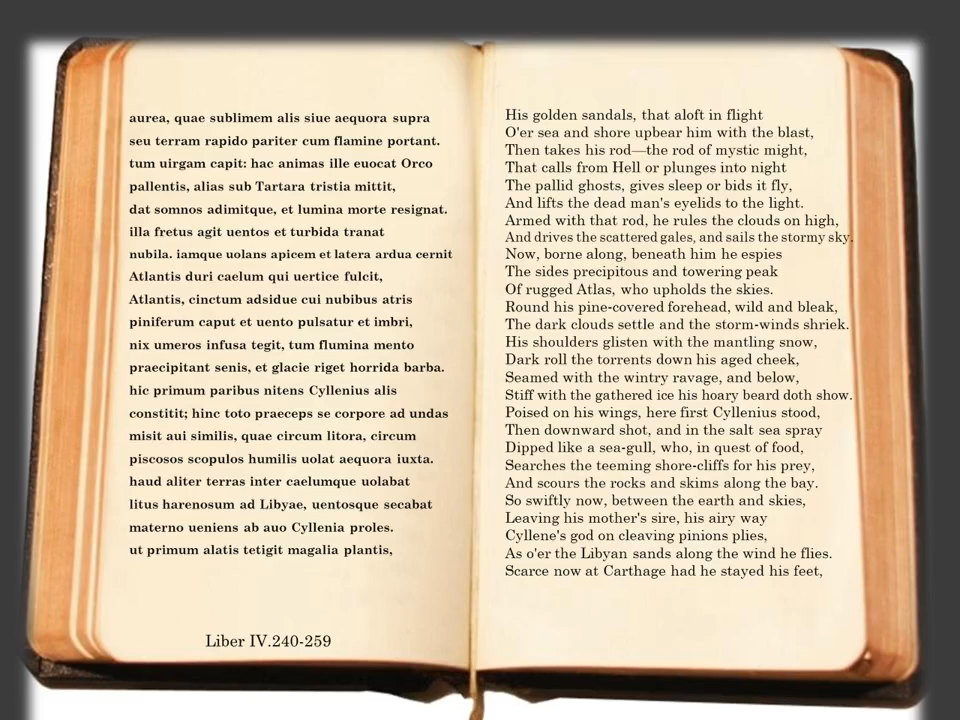 aurea, quae sublimem alis siue aequora supra
seu terram rapido pariter cum flamine portant.
tum uirgam capit: hac animas ille euocat Orco
pallentis, alias sub Tartara tristia mittit,
dat somnos adimitque, et lumina morte resignat.
illa fretus agit uentos et turbida tranat
nubila. iamque uolans apicem et latera ardua cernit
Atlantis duri caelum qui uertice fulcit,
Atlantis, cinctum adsidue cui nubibus atris
piniferum caput et uento pulsatur et imbri,
nix umeros infusa tegit, tum flumina mento
praecipitant senis, et glacie riget horrida barba.
hic primum paribus nitens Cyllenius alis
constitit; hinc toto praeceps se corpore ad undas
misit aui similis, quae circum litora, circum
piscosos scopulos humilis uolat aequora iuxta.
haud aliter terras inter caelumque uolabat
litus harenosum ad Libyae, uentosque secabat
materno ueniens ab auo Cyllenia proles.
ut primum alatis tetigit magalia plantis,
Liber IV.240-259
His golden sandals, that aloft in flight
O'er sea and shore upbear him with the blast,
Then takes his rod—the rod of mystic might,
That calls from Hell or plunges into night
The pallid ghosts, gives sleep or bids it fly,
And lifts the dead man's eyelids to the light.
Armed with that rod, he rules the clouds on high,
And drives the scattered gales, and sails the stormy sky.
Now, borne along, beneath him he espies
The sides precipitous and towering peak
Of rugged Atlas, who upholds the skies.
Round his pine-covered forehead, wild and bleak,
The dark clouds settle and the storm-winds shriek.
His shoulders glisten with the mantling snow,
Dark roll the torrents down his aged cheek,
Seamed with the wintry ravage, and below,
Stiff with the gathered ice his hoary beard doth show.
Poised on his wings, here first Cyllenius stood,
Then downward shot, and in the salt sea spray
Dipped like a sea-gull, who, in quest of food,
Searches the teeming shore-cliffs for his prey,
And scours the rocks and skims along the bay.
So swiftly now, between the earth and skies,
Leaving his mother's sire, his airy way
Cyllene's god on cleaving pinions plies,
As o'er the Libyan sands along the wind he flies.
Scarce now at Carthage had he stayed his feet,